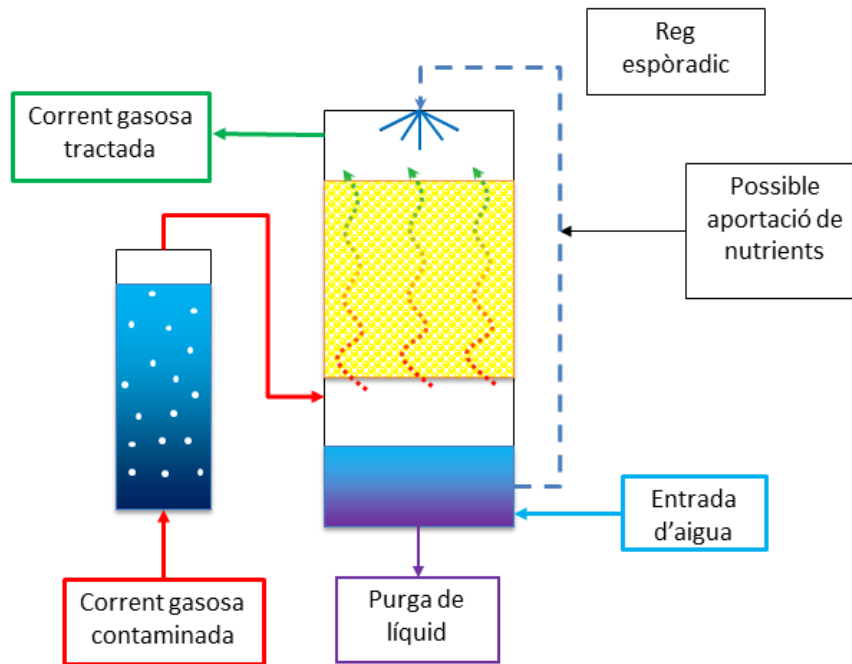 Reg
espòradic
Corrent gasosa
tractada
Possible
aportació de
nutrients
Entrada
d'aigua
Corrent gasosa
contaminada
Purga de
líquid